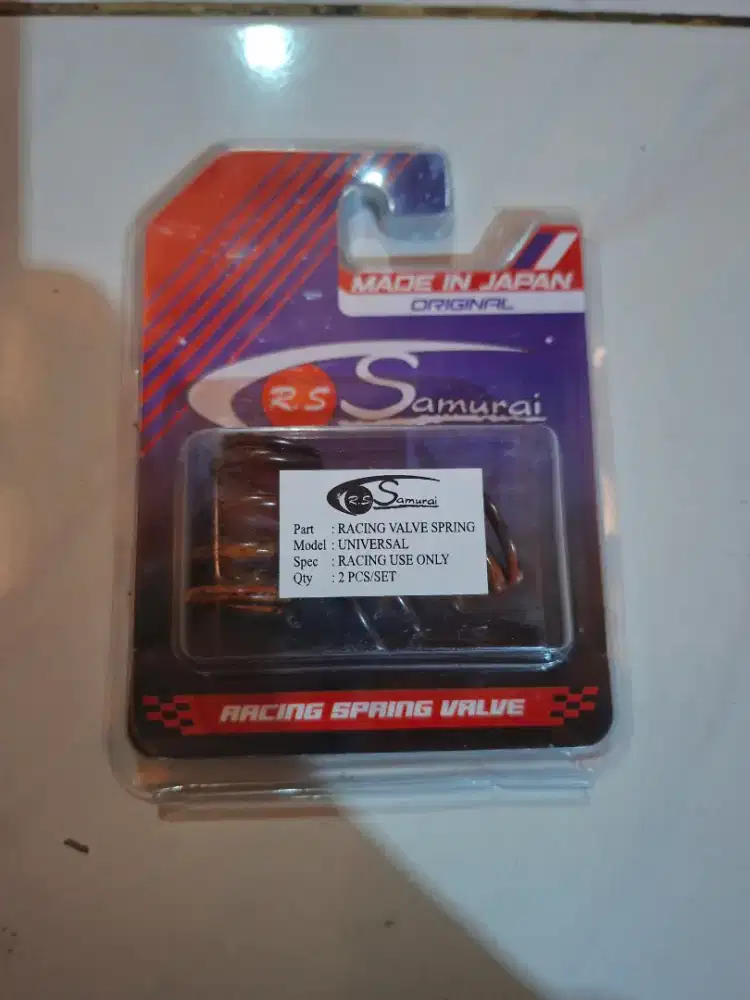 MADE IN JAPAN
ORIGINAL
R.S Samurai
R.S Samurai
Part : RACING VALVE SPRING
Model : UNIVERSAL
Spec : RACING USE ONLY
Qty : 2 PCS/SET
RACING SPRING VALVE